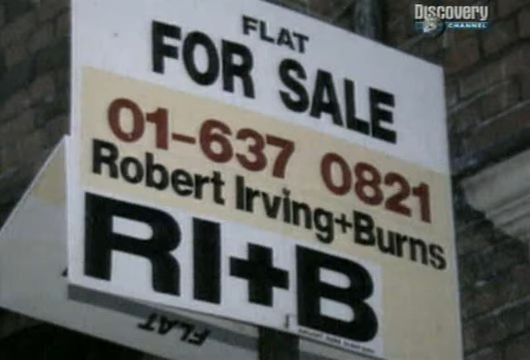 Discovery
CHANNEL
FLAT
FOR SALE
01-637 0821
Robert Irving+Burns
RI+B
FLAT